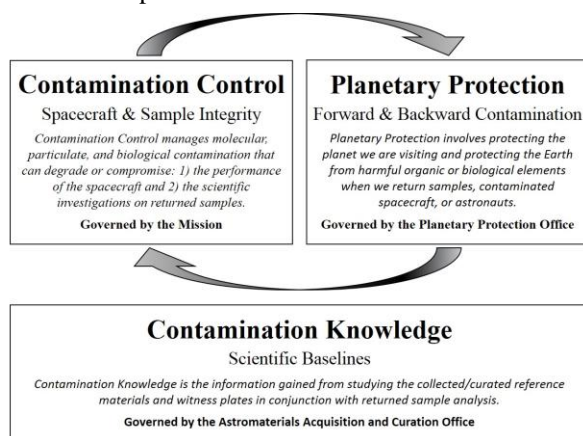 Contamination Control
Spacecraft & Sample Integrity
Contamination Control manages molecular,
particulate, and biological contamination that
can degrade or compromise: 1) the performance
of the spacecraft and 2) the scientific
investigations on returned samples.
Governed by the Mission
Planetary Protection
Forward & Backward Contamination
Planetary Protection involves protecting the
planet we are visiting and protecting the Earth
from harmful organic or biological elements
when we return samples, contaminated
spacecraft, or astronauts.
Governed by the Planetary Protection Office
Contamination Knowledge
Scientific Baselines
Contamination Knowledge is the information gained from studying the collected/curated reference
materials and witness plates in conjunction with returned sample analysis.
Governed by the Astromaterials Acquisition and Curation Office